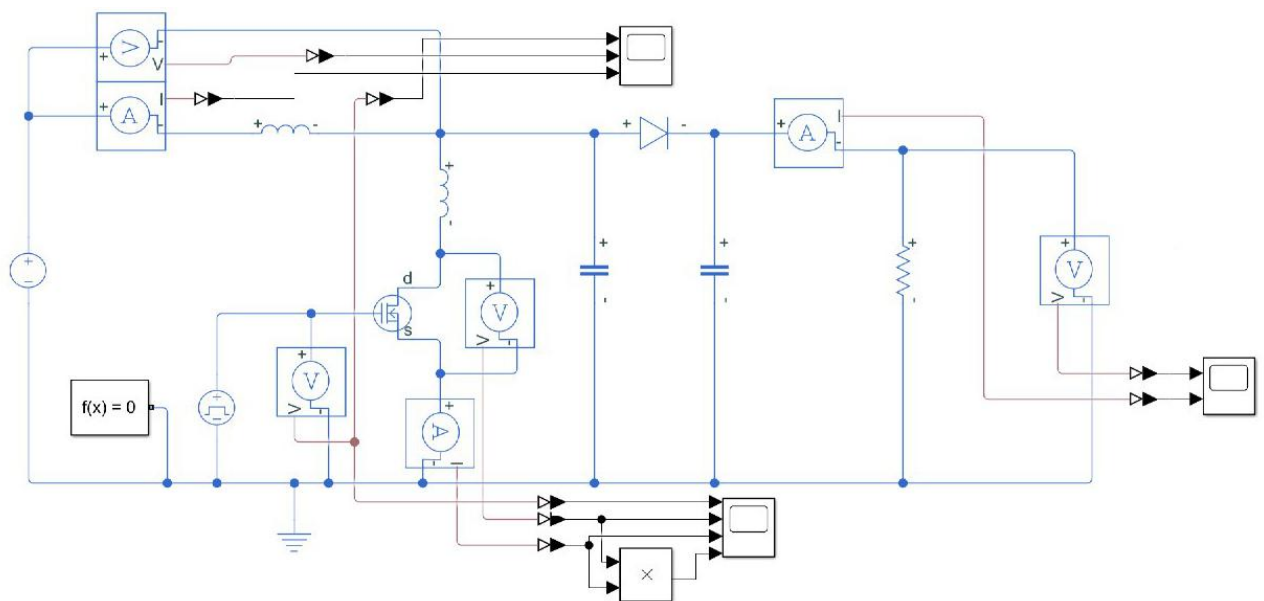 V
+
-
V
A
+
-
I
+
-
+
-
A
+
-
I
+
-
+
-
d
s
V
+
-
V
V
+
-
V
A
+
-
I
+
-
+
-
+
-
V
+
-
V
+
-
f(x) = 0
×